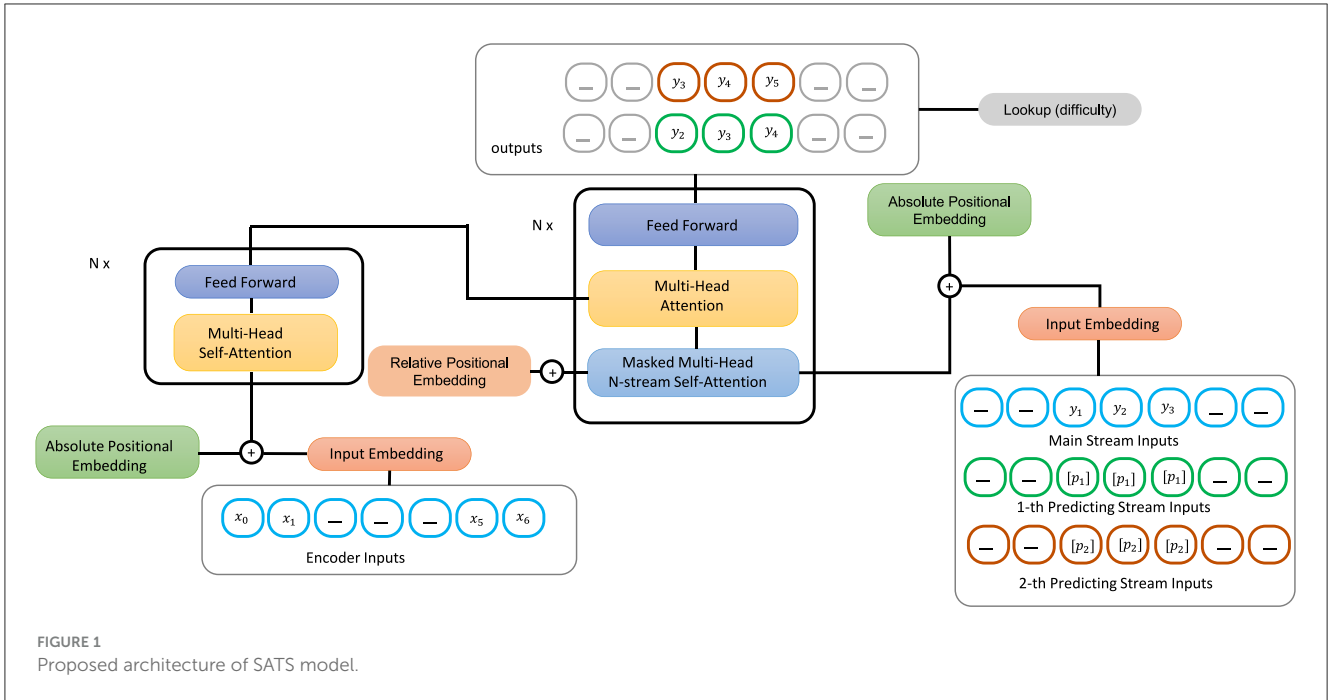 _ _ y₃ y₄ y₅ _ _
_ _ y₂ y₃ y₄ _ _
outputs
Lookup (difficulty)
N x
Feed Forward
Multi-Head
Attention
Masked Multi-Head
N-stream Self-Attention
Relative Positional
Embedding
+
N x
Feed Forward
Multi-Head
Self-Attention
Absolute Positional
Embedding
+
Input Embedding
x₀ x₁ _ _ _ x₅ x₆
Encoder Inputs
Absolute Positional
Embedding
+
Input Embedding
_ _ y₁ y₂ y₃ _ _
Main Stream Inputs
_ _ [p₁] [p₁] [p₁] _ _
1-th Predicting Stream Inputs
_ _ [p₂] [p₂] [p₂] _ _
2-th Predicting Stream Inputs
FIGURE 1
Proposed architecture of SATS model.